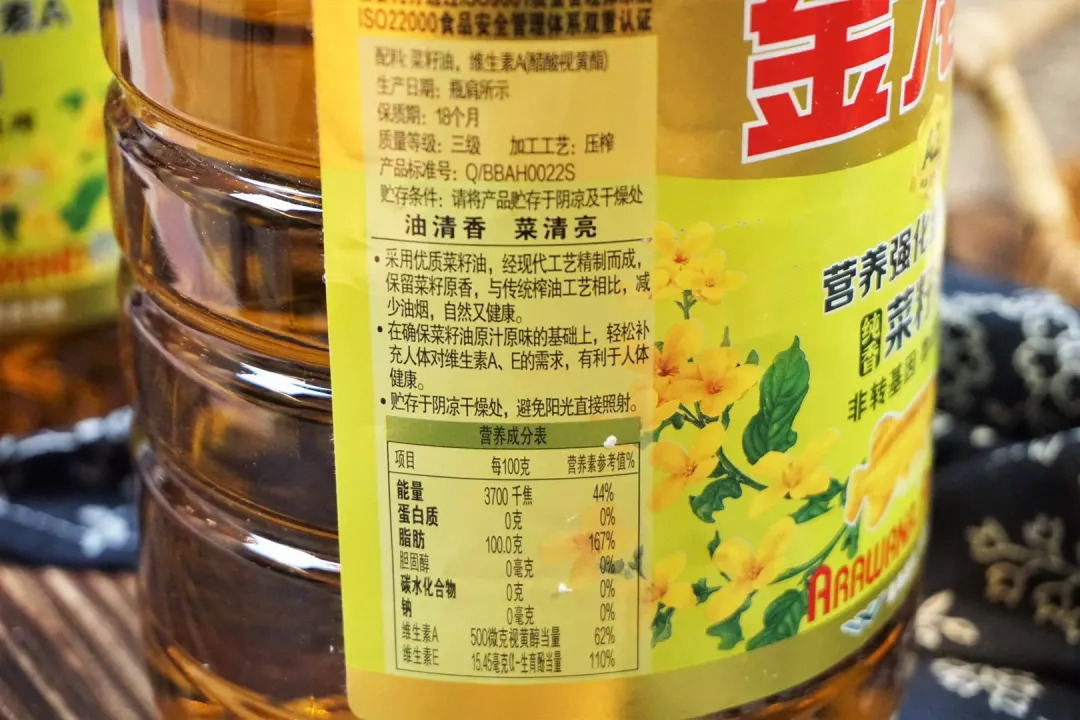 ISO22000食品安全管理体系双重认证
配料: 菜籽油，维生素A(醋酸视黄酯)
生产日期: 瓶肩所示
保质期: 18个月
质量等级: 三级 加工工艺: 压榨
产品标准号: Q/BBAH0022S
贮存条件: 请将产品贮存于阴凉及干燥处
油清香 菜清亮
• 采用优质菜籽油，经现代工艺精制而成，
保留菜籽原香，与传统榨油工艺相比，减
少油烟，自然又健康。
• 在确保菜籽油原汁原味的基础上，轻松补
充人体对维生素A、E的需求，有利于人体
健康。
• 贮存于阴凉干燥处，避免阳光直接照射。
营养成分表
项目 每100克 营养素参考值%
能量 3700 千焦 44%
蛋白质 0克 0%
脂肪 100.0克 167%
胆固醇 0毫克 0%
碳水化合物 0克 0%
钠 0毫克 0%
维生素A 500微克视黄醇当量 62%
维生素E 15.45毫克α-生育酚当量 110%
金
营养强化
纯香
菜籽
非转基因
ARAWANA